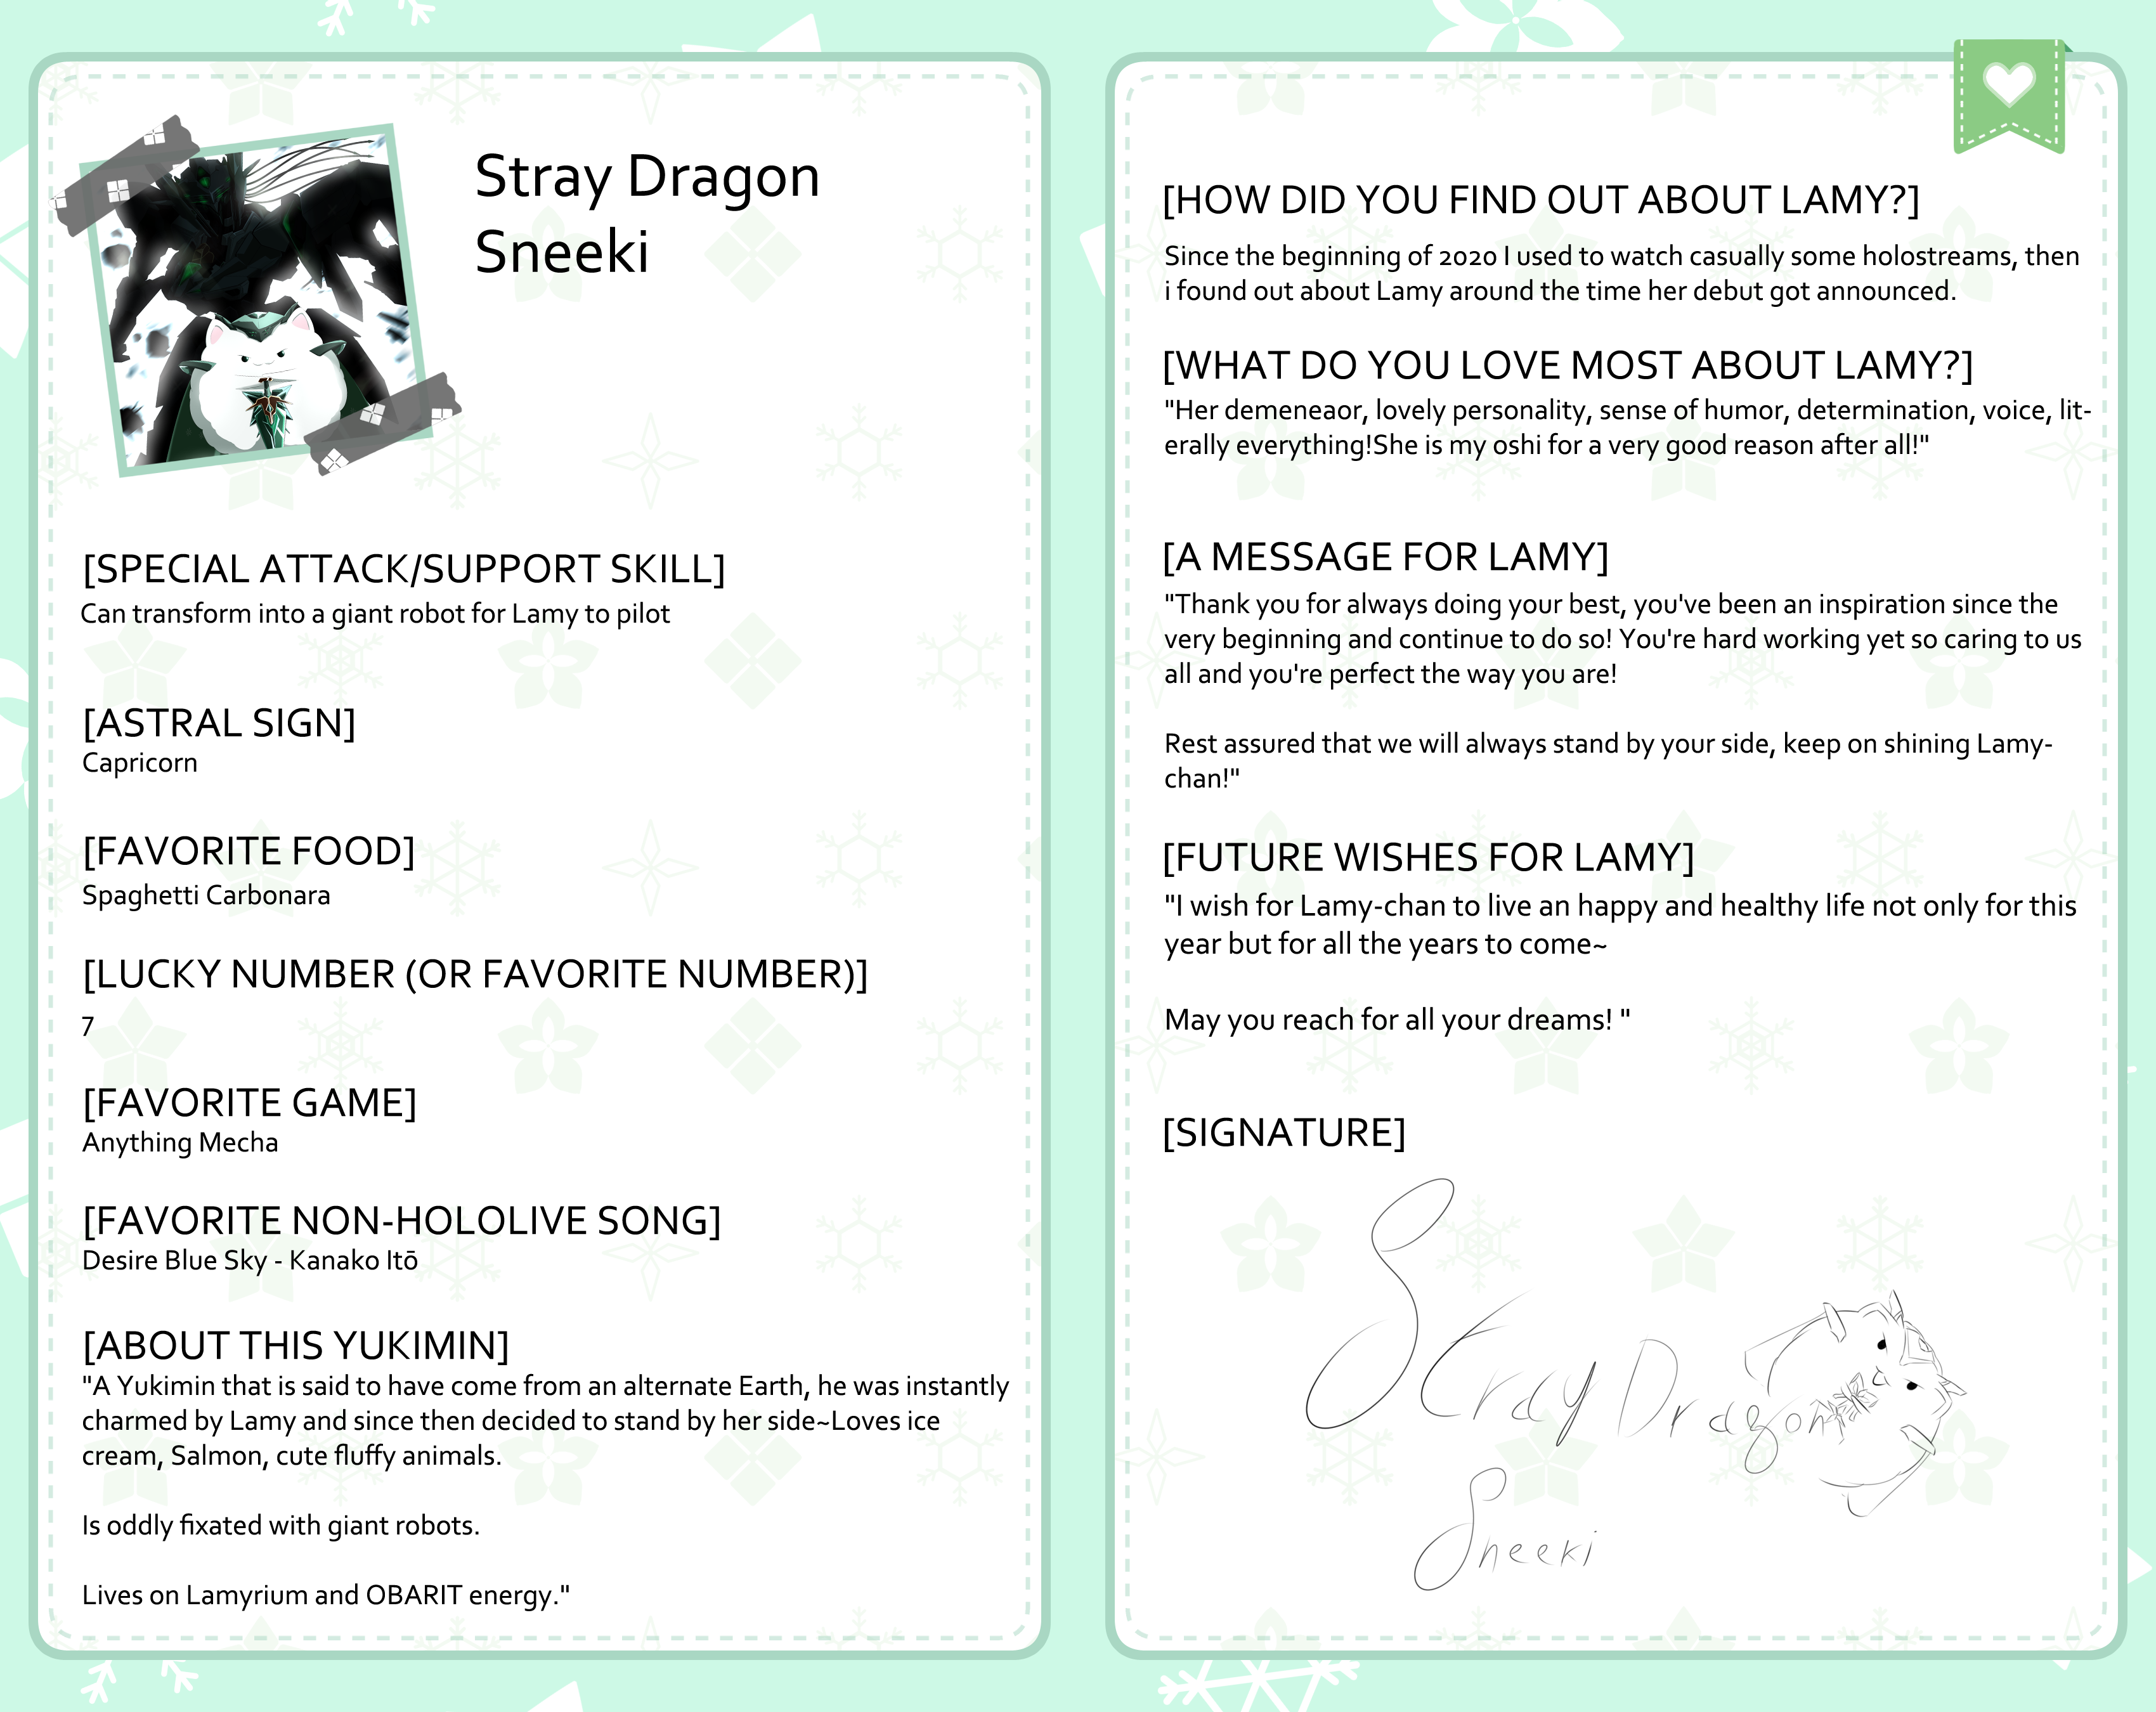 Stray Dragon
Sneeki
[SPECIAL ATTACK/SUPPORT SKILL]
Can transform into a giant robot for Lamy to pilot
[ASTRAL SIGN]
Capricorn
[FAVORITE FOOD]
Spaghetti Carbonara
[LUCKY NUMBER (OR FAVORITE NUMBER)]
7
[FAVORITE GAME]
Anything Mecha
[FAVORITE NON-HOLOLIVE SONG]
Desire Blue Sky - Kanako Itō
[ABOUT THIS YUKIMIN]
"A Yukimin that is said to have come from an alternate Earth, he was instantly
charmed by Lamy and since then decided to stand by her side~Loves ice
cream, Salmon, cute fluffy animals.
Is oddly fixated with giant robots.
Lives on Lamyrium and OBARIT energy."
[HOW DID YOU FIND OUT ABOUT LAMY?]
Since the beginning of 2020 I used to watch casually some holostreams, then
i found out about Lamy around the time her debut got announced.
[WHAT DO YOU LOVE MOST ABOUT LAMY?]
"Her demeneaor, lovely personality, sense of humor, determination, voice, lit-
erally everything!She is my oshi for a very good reason after all!"
[A MESSAGE FOR LAMY]
"Thank you for always doing your best, you've been an inspiration since the
very beginning and continue to do so! You're hard working yet so caring to us
all and you're perfect the way you are!
Rest assured that we will always stand by your side, keep on shining Lamy-
chan!"
[FUTURE WISHES FOR LAMY]
"I wish for Lamy-chan to live an happy and healthy life not only for this
year but for all the years to come~
May you reach for all your dreams! "
[SIGNATURE]
Stray Dragon
Sneeki